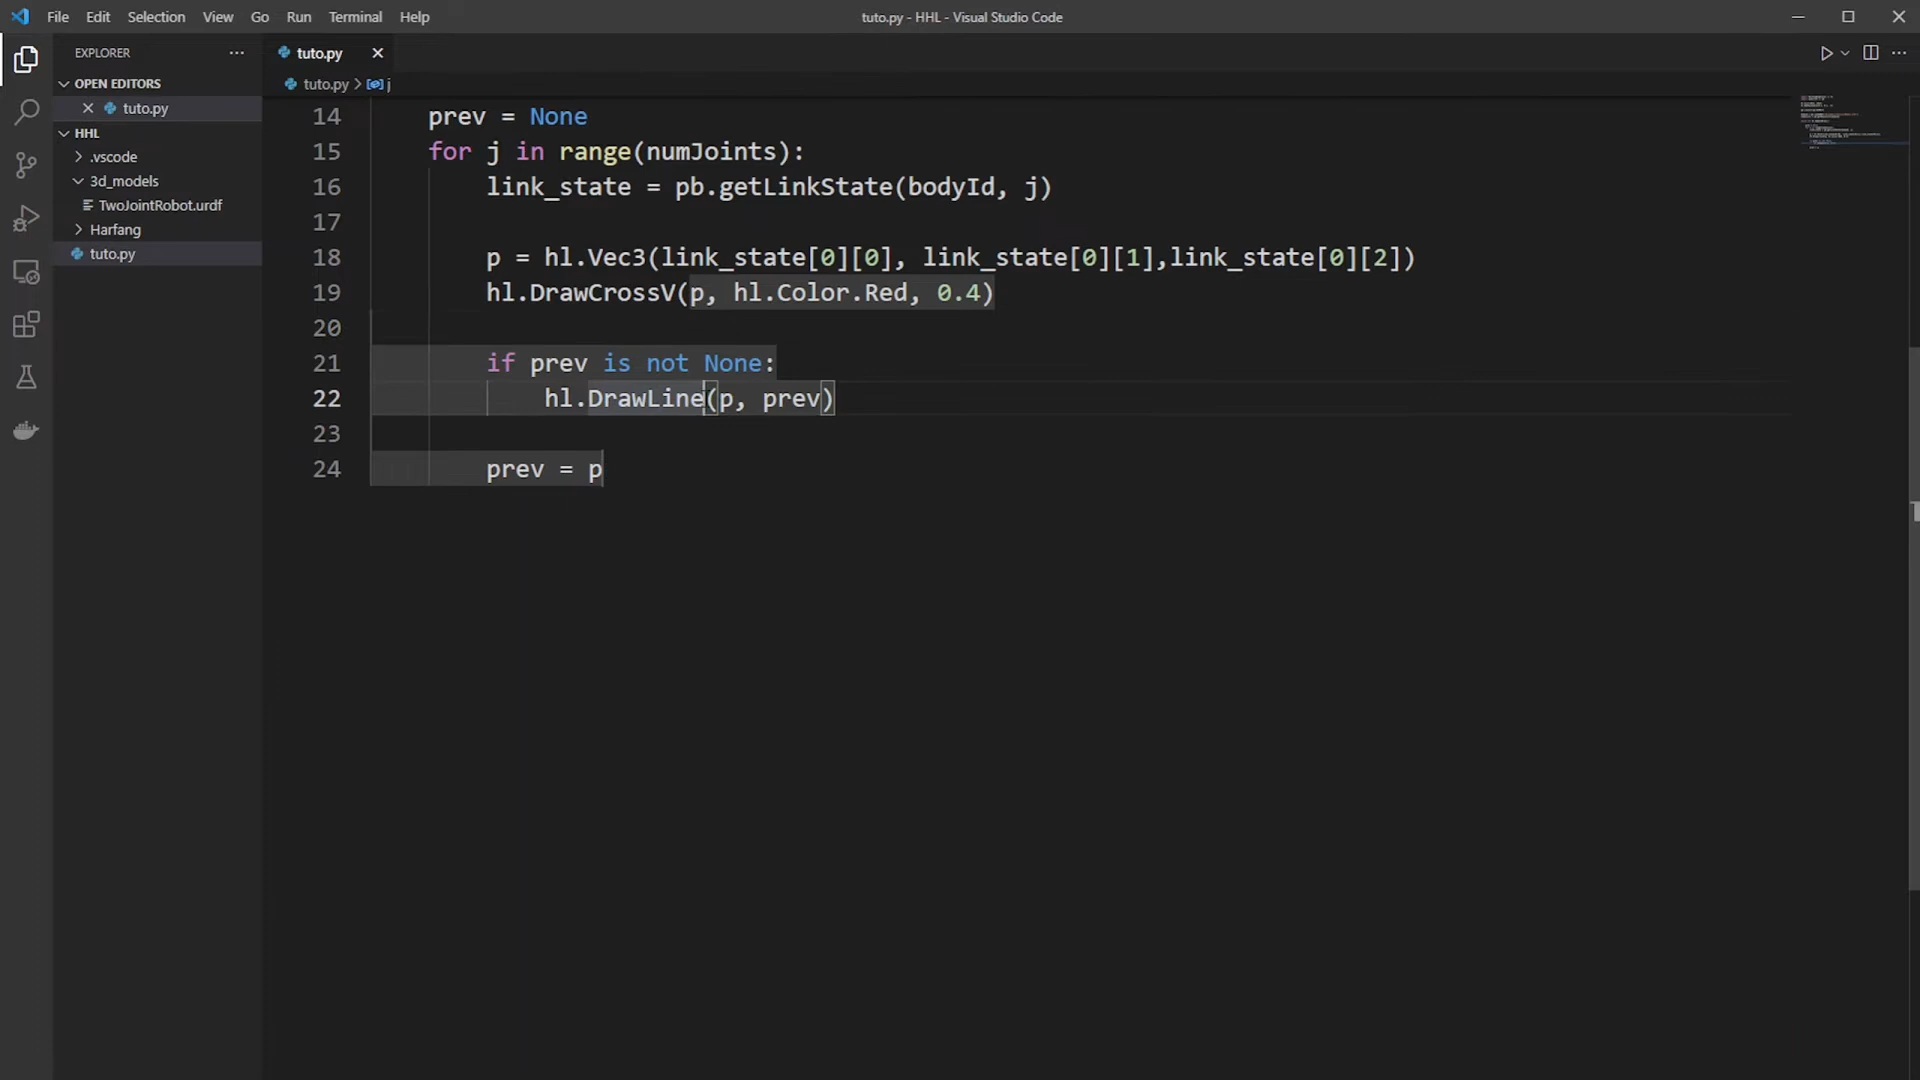 File Edit Selection View Go Run Terminal Help
tuto.py - HHL - Visual Studio Code
EXPLORER
OPEN EDITORS
tuto.py
HHL
.vscode
3d_models
TwoJointRobot.urdf
Harfang
tuto.py
tuto.py
tuto.py > j
14 prev = None
15 for j in range(numJoints):
16 link_state = pb.getLinkState(bodyId, j)
17
18 p = hl.Vec3(link_state[0][0], link_state[0][1],link_state[0][2])
19 hl.DrawCrossV(p, hl.Color.Red, 0.4)
20
21 if prev is not None:
22 hl.DrawLine(p, prev)
23
24 prev = p